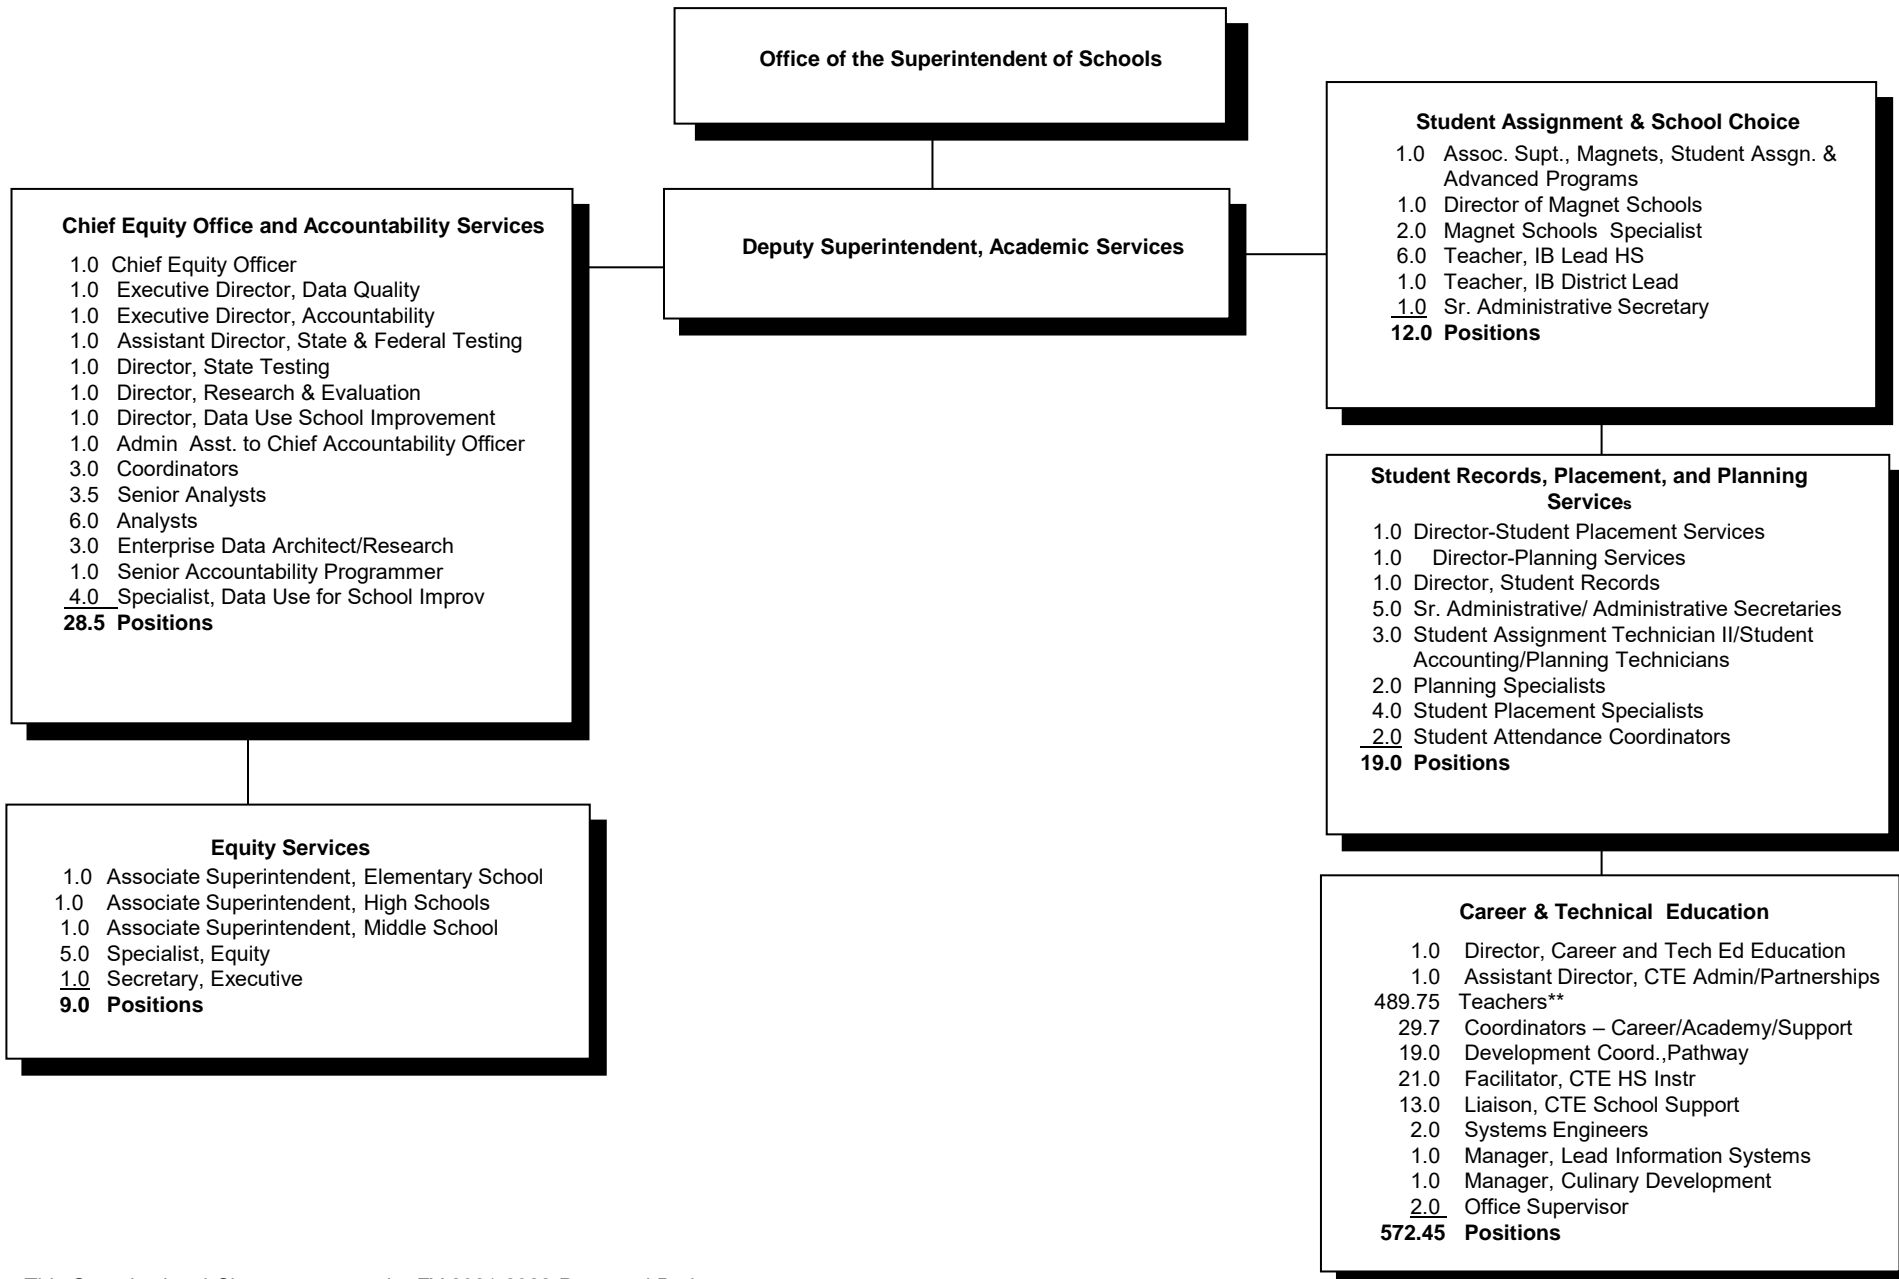 Office of the Superintendent of Schools
Deputy Superintendent, Academic Services
Chief Equity Office and Accountability Services
1.0 Chief Equity Officer
1.0 Executive Director, Data Quality
1.0 Executive Director, Accountability
1.0 Assistant Director, State & Federal Testing
1.0 Director, State Testing
1.0 Director, Research & Evaluation
1.0 Director, Data Use School Improvement
1.0 Admin Asst. to Chief Accountability Officer
3.0 Coordinators
3.5 Senior Analysts
6.0 Analysts
3.0 Enterprise Data Architect/Research
1.0 Senior Accountability Programmer
4.0 Specialist, Data Use for School Improv
28.5 Positions
Equity Services
1.0 Associate Superintendent, Elementary School
1.0 Associate Superintendent, High Schools
1.0 Associate Superintendent, Middle School
5.0 Specialist, Equity
1.0 Secretary, Executive
9.0 Positions
Student Assignment & School Choice
1.0 Assoc. Supt., Magnets, Student Assgn. &
Advanced Programs
1.0 Director of Magnet Schools
2.0 Magnet Schools Specialist
6.0 Teacher, IB Lead HS
1.0 Teacher, IB District Lead
1.0 Sr. Administrative Secretary
12.0 Positions
Student Records, Placement, and Planning
Services
1.0 Director-Student Placement Services
1.0 Director-Planning Services
1.0 Director, Student Records
5.0 Sr. Administrative/ Administrative Secretaries
3.0 Student Assignment Technician II/Student
Accounting/Planning Technicians
2.0 Planning Specialists
4.0 Student Placement Specialists
2.0 Student Attendance Coordinators
19.0 Positions
Career & Technical Education
1.0 Director, Career and Tech Ed Education
1.0 Assistant Director, CTE Admin/Partnerships
489.75 Teachers**
29.7 Coordinators – Career/Academy/Support
19.0 Development Coord.,Pathway
21.0 Facilitator, CTE HS Instr
13.0 Liaison, CTE School Support
2.0 Systems Engineers
1.0 Manager, Lead Information Systems
1.0 Manager, Culinary Development
2.0 Office Supervisor
572.45 Positions